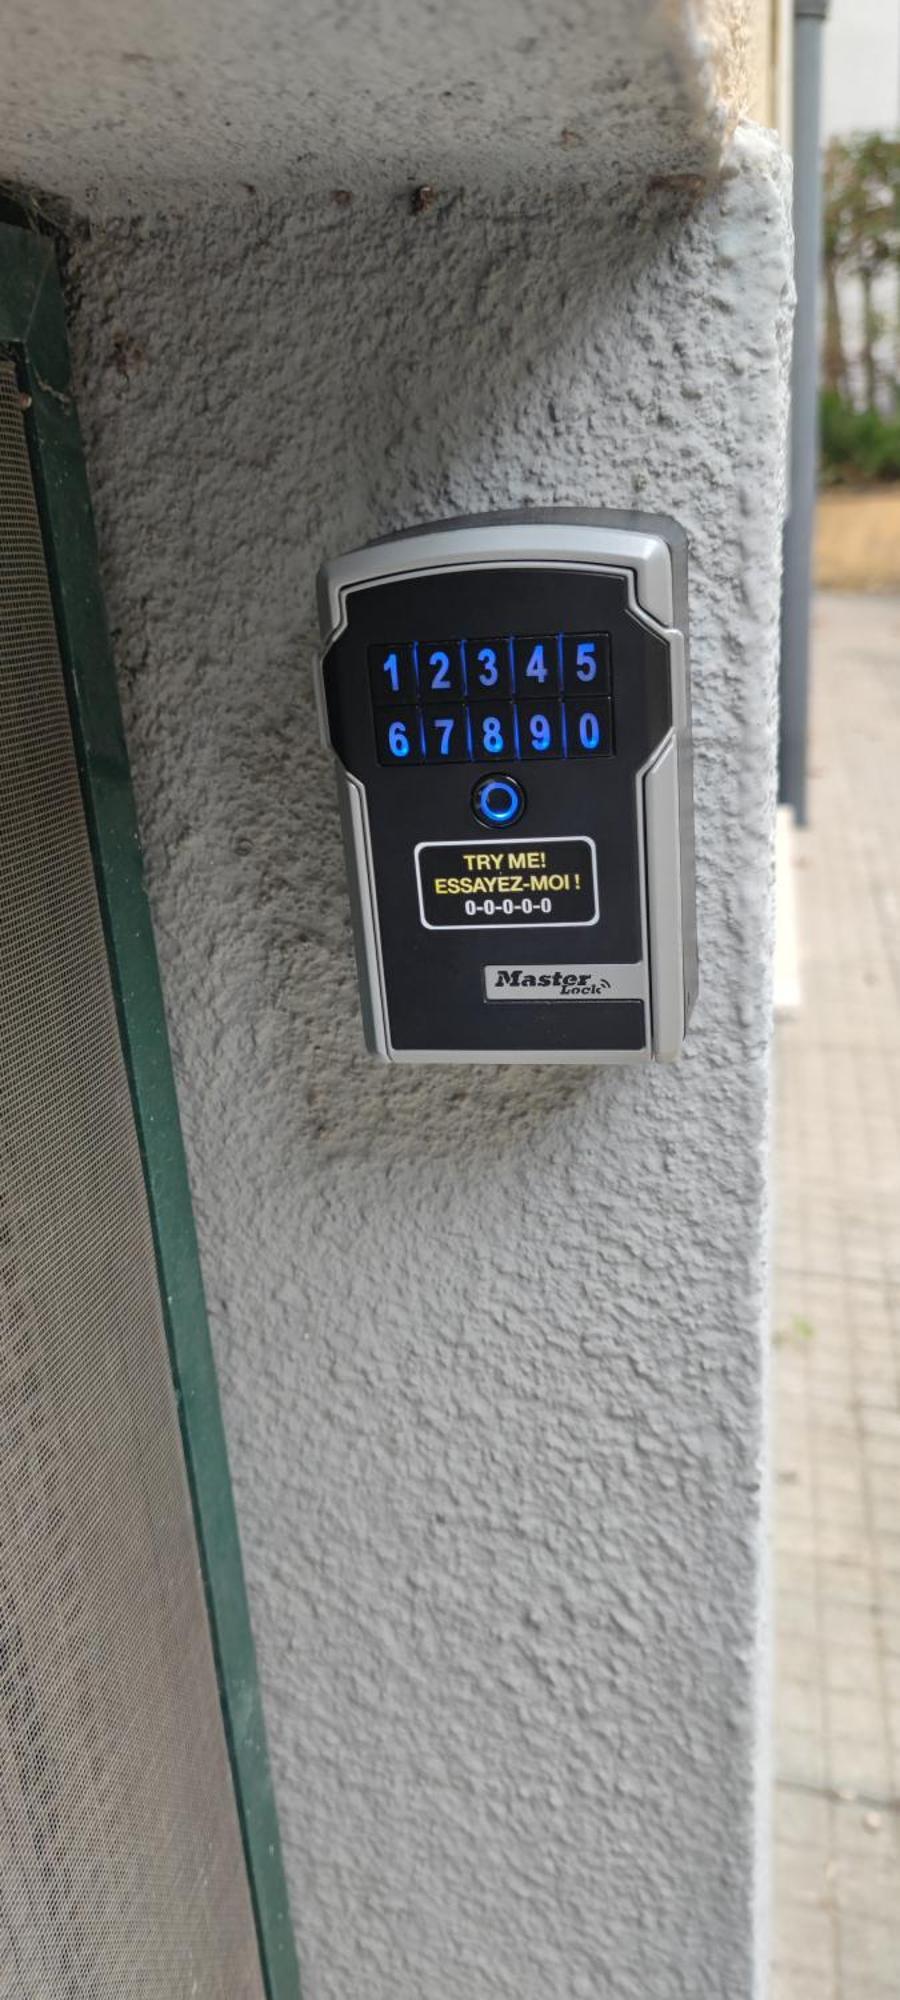 1 2 3 4 5
6 7 8 9 0
TRY ME!
ESSAYEZ-MOI !
0-0-0-0-0
Master
Lock